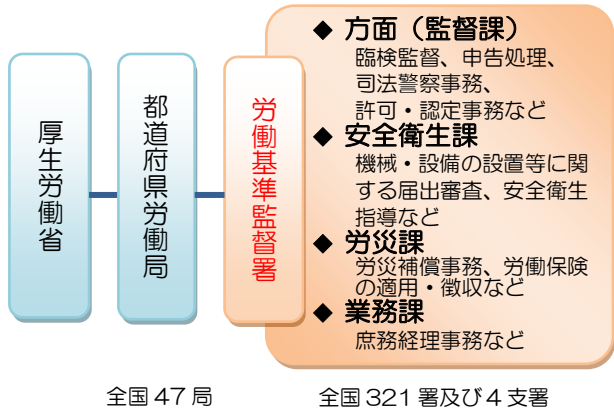 厚生労働省
都道府県労働局
労働基準監督署
◆ 方面（監督課）
臨検監督、申告処理、
司法警察事務、
許可・認定事務など
◆ 安全衛生課
機械・設備の設置等に関
する届出審査、安全衛生
指導など
◆ 労災課
労災補償事務、労働保険
の適用・徴収など
◆ 業務課
庶務経理事務など
全国 47 局
全国 321 署及び 4 支署